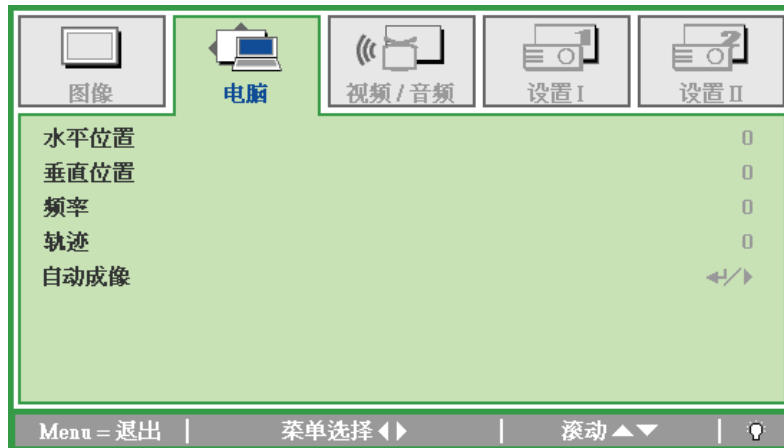 图像 电脑 视频/音频 设置 I 设置 II
水平位置 0
垂直位置 0
频率 0
轨迹 0
自动成像
Menu = 退出 菜单选择 滚动